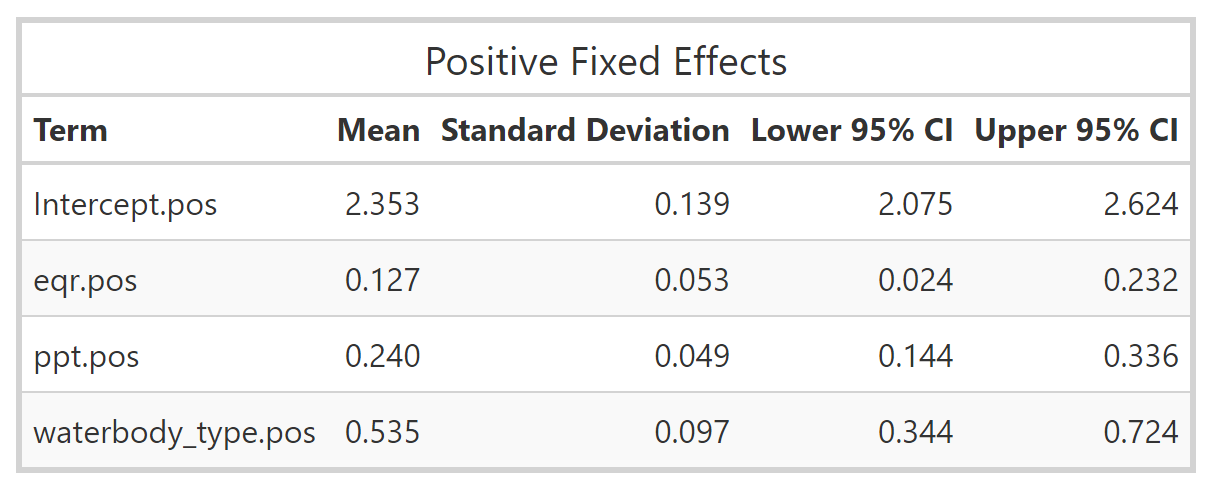 Positive Fixed Effects
Term Mean Standard Deviation Lower 95% CI Upper 95% CI
Intercept.pos 2.353 0.139 2.075 2.624
eqr.pos 0.127 0.053 0.024 0.232
ppt.pos 0.240 0.049 0.144 0.336
waterbody_type.pos 0.535 0.097 0.344 0.724